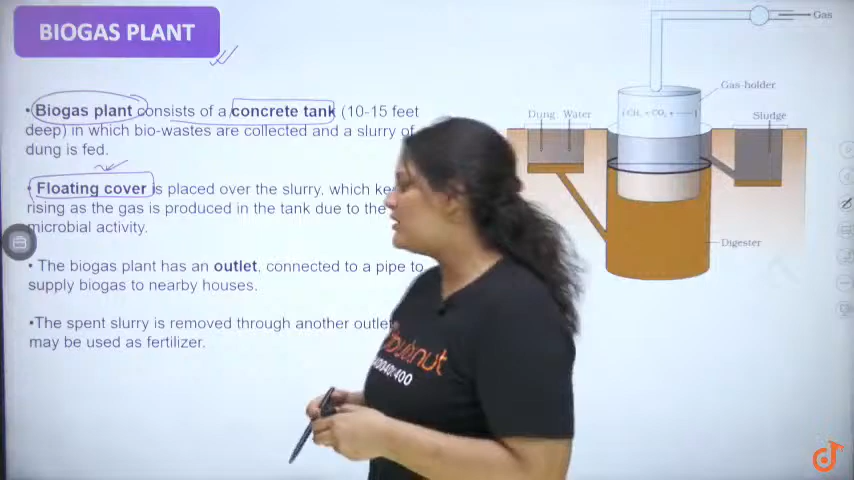 BIOGAS PLANT
• Biogas plant consists of a concrete tank (10-15 feet
deep) in which bio-wastes are collected and a slurry of
dung is fed.
• Floating cover is placed over the slurry, which
rising as the gas is produced in the tank due to the
microbial activity.
• The biogas plant has an outlet, connected to a pipe to
supply biogas to nearby houses.
•The spent slurry is removed through another
may be used as fertilizer.
Gas
Gas-holder
Dung Water
Sludge
Digester